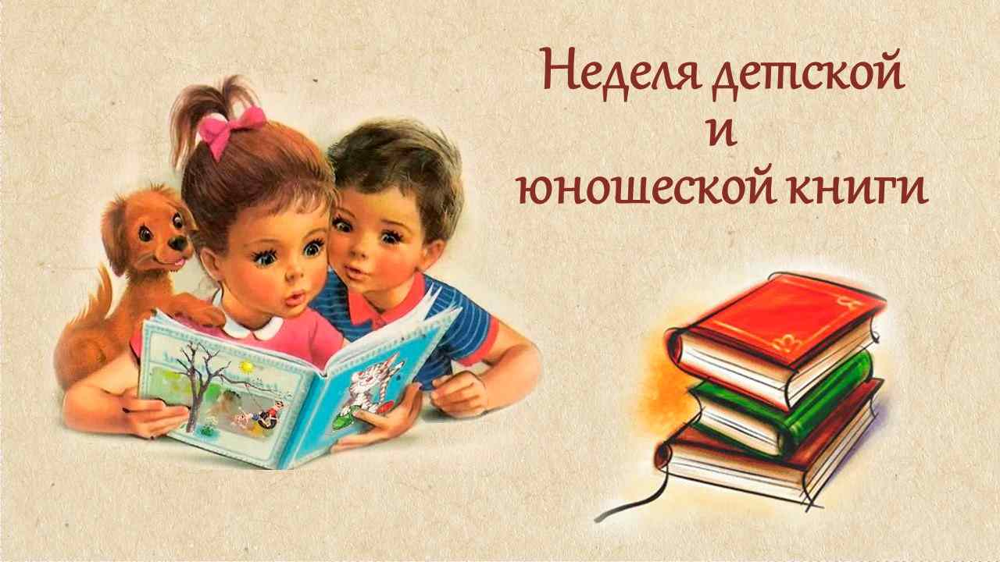 Неделя детской
и
юношеской книги